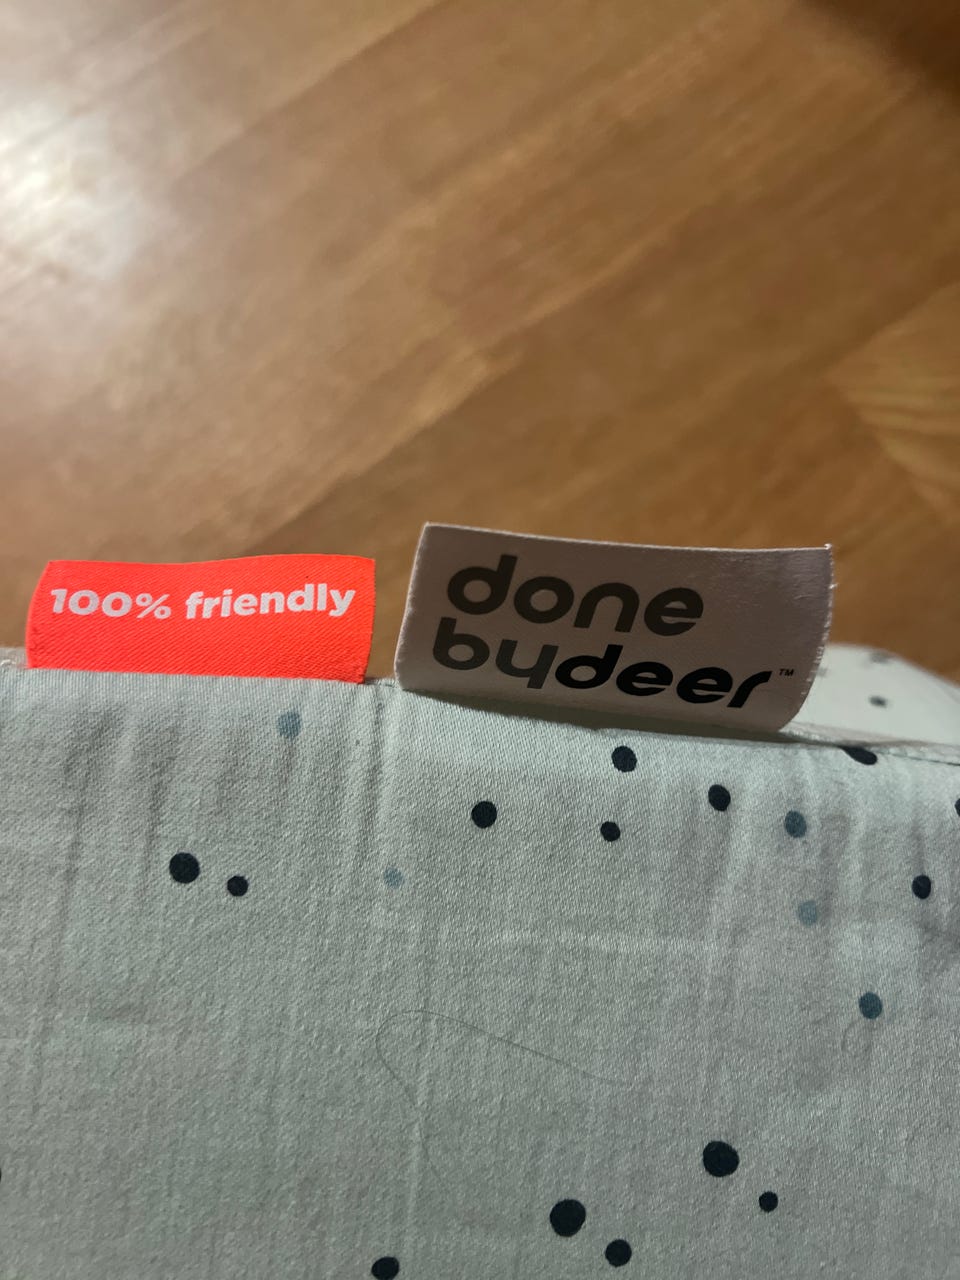 100% friendly
done
bydeer™